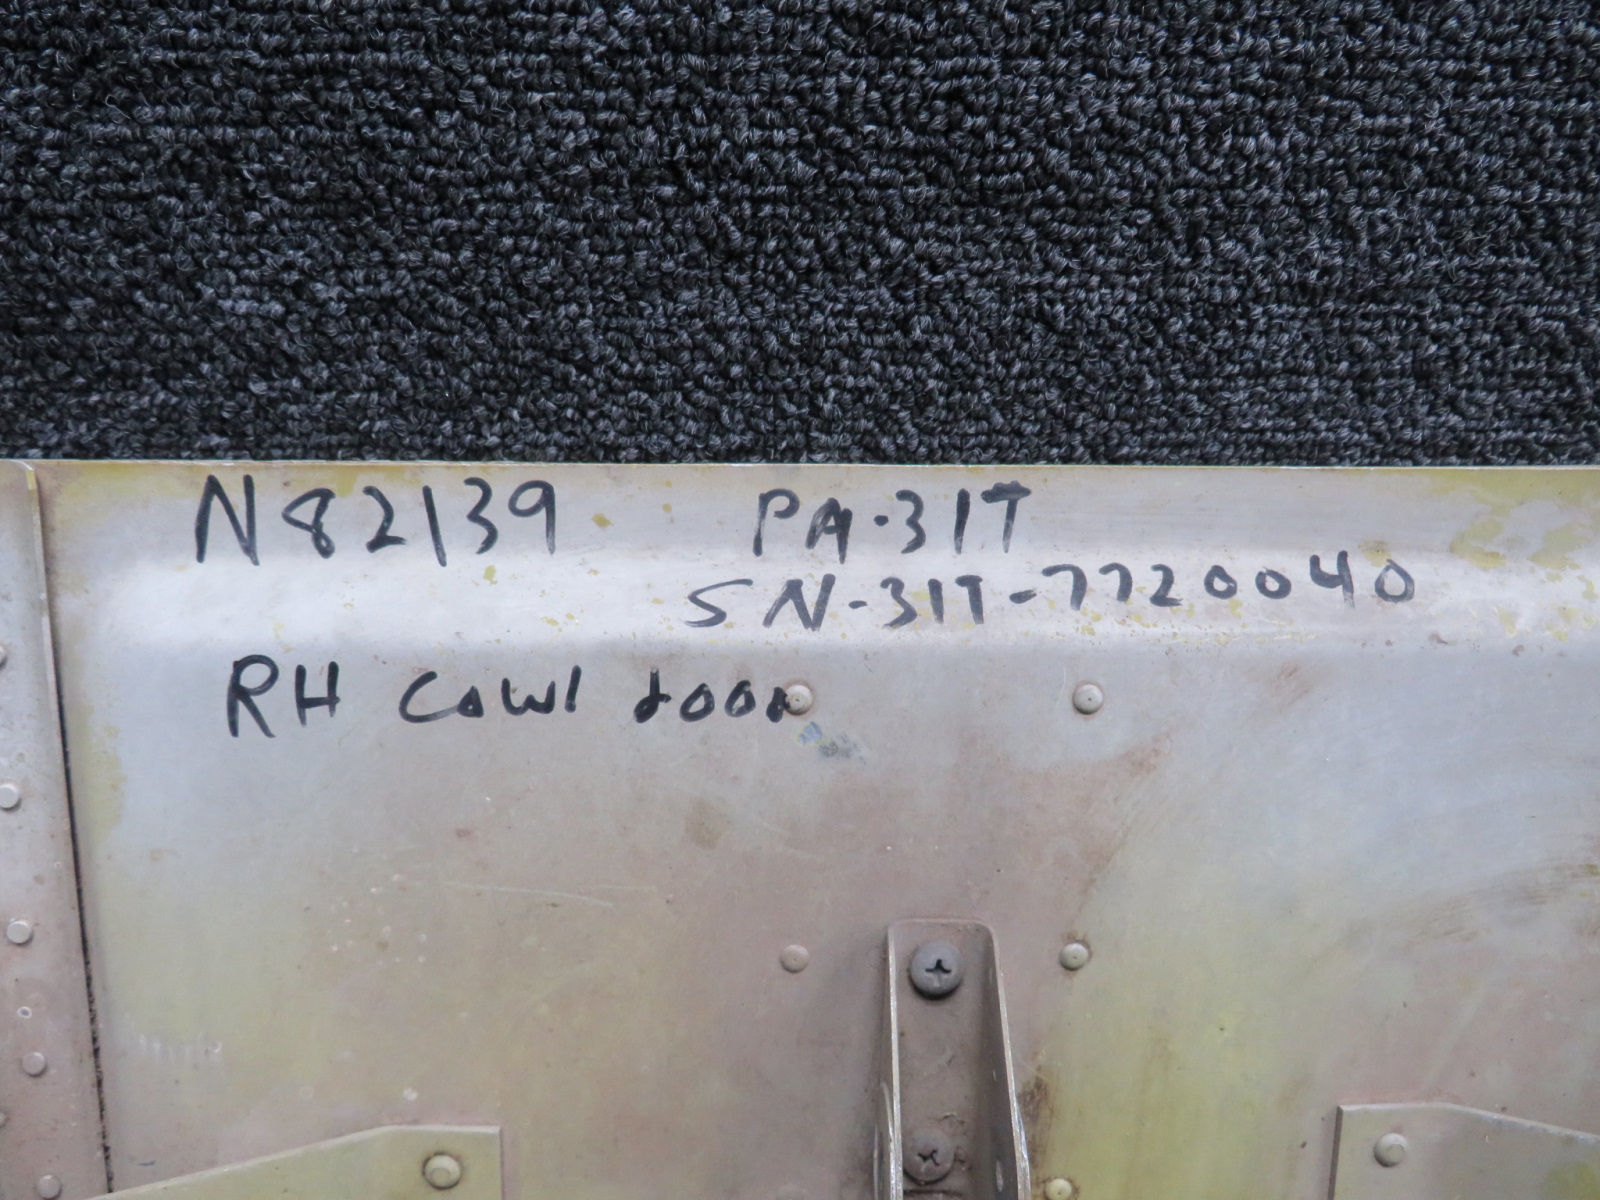 N82139 PA-31T
SN-31T-7720040
RH Cowl door